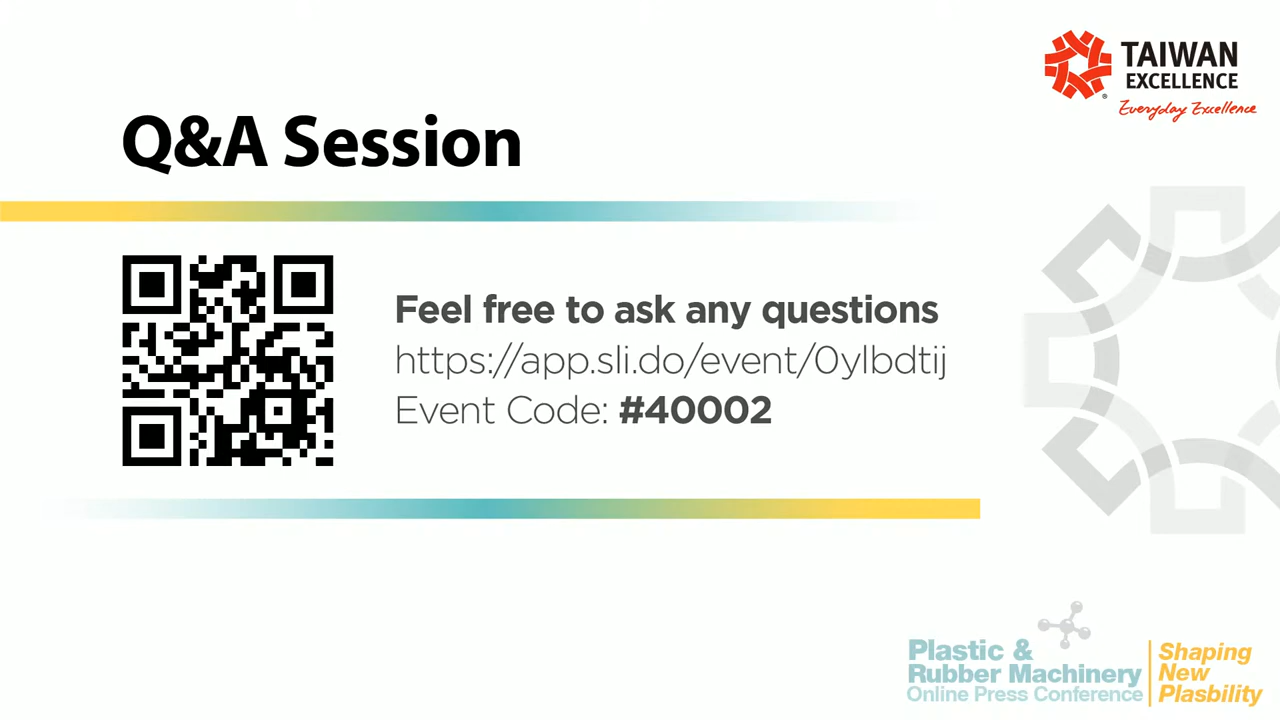 TAIWAN
EXCELLENCE
Everyday Excellence
Q&A Session
Feel free to ask any questions
https://app.sli.do/event/0ylbdtij
Event Code: #40002
Plastic &
Rubber Machinery
Online Press Conference
Shaping
New
Plasbility